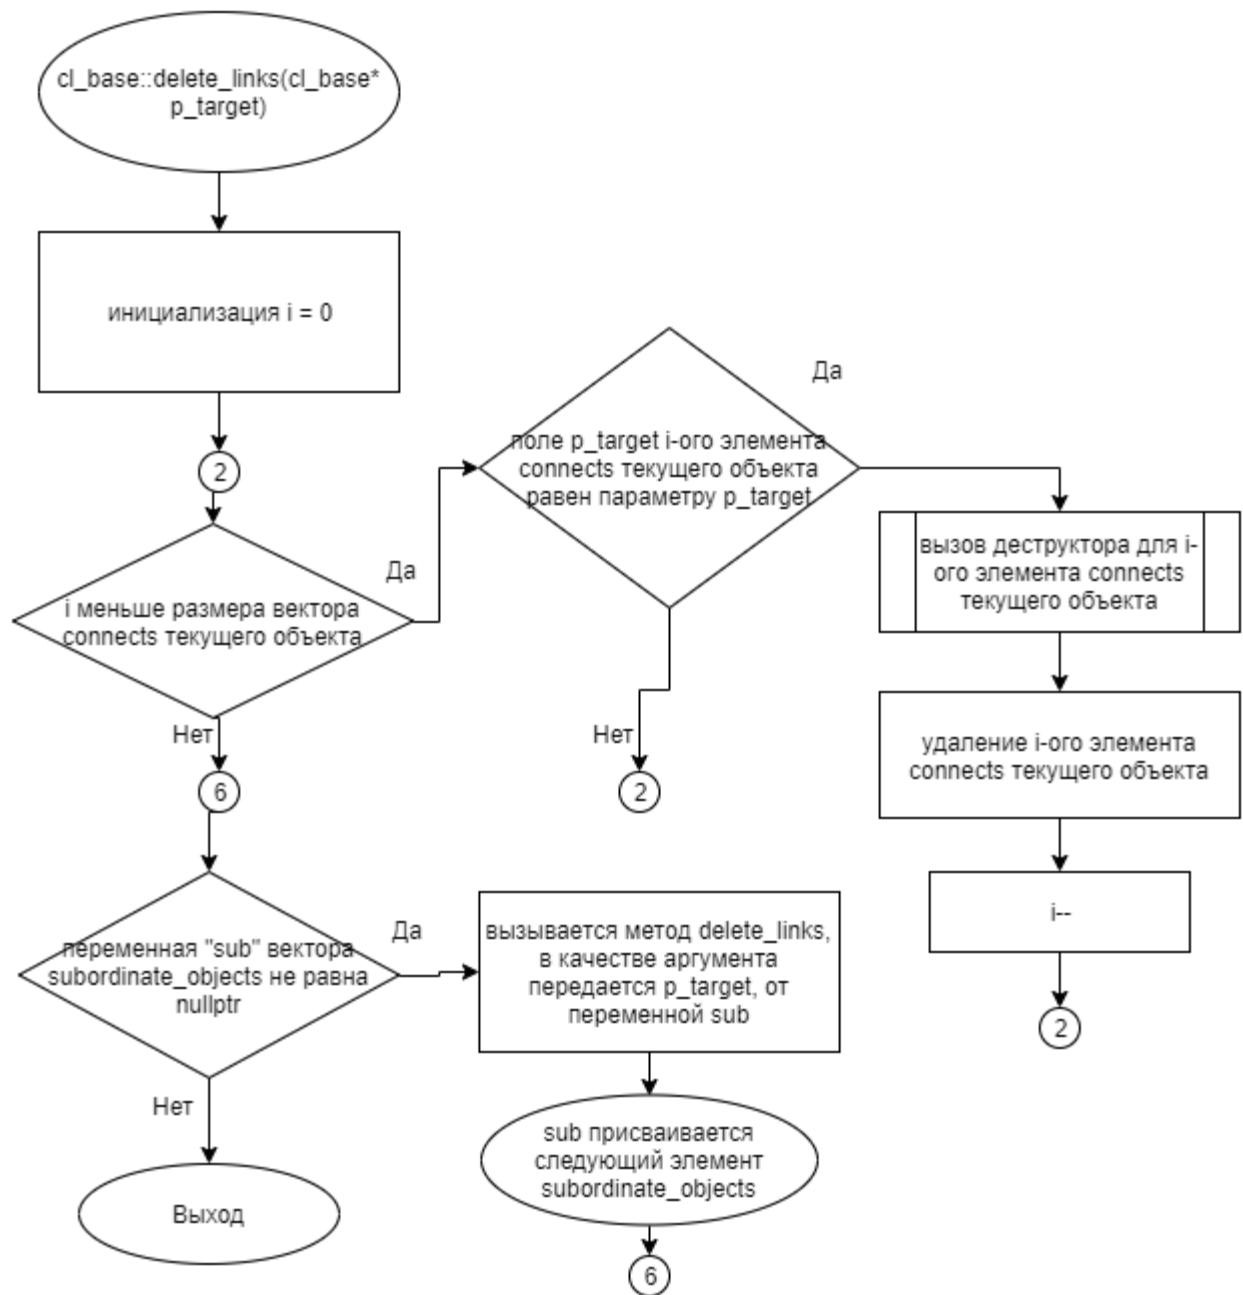 cl_base::delete_links(cl_base*
p_target)
инициализация i = 0
2
i меньше размера вектора
connects текущего объекта
Да
Нет
поле p_target i-ого элемента
connects текущего объекта
равен параметру p_target
Да
Нет
2
вызов деструктора для i-
ого элемента connects
текущего объекта
удаление i-ого элемента
connects текущего объекта
i--
2
6
переменная "sub" вектора
subordinate_objects не равна
nullptr
Да
Нет
вызывается метод delete_links,
в качестве аргумента
передается p_target, от
переменной sub
sub присваивается
следующий элемент
subordinate_objects
6
Выход